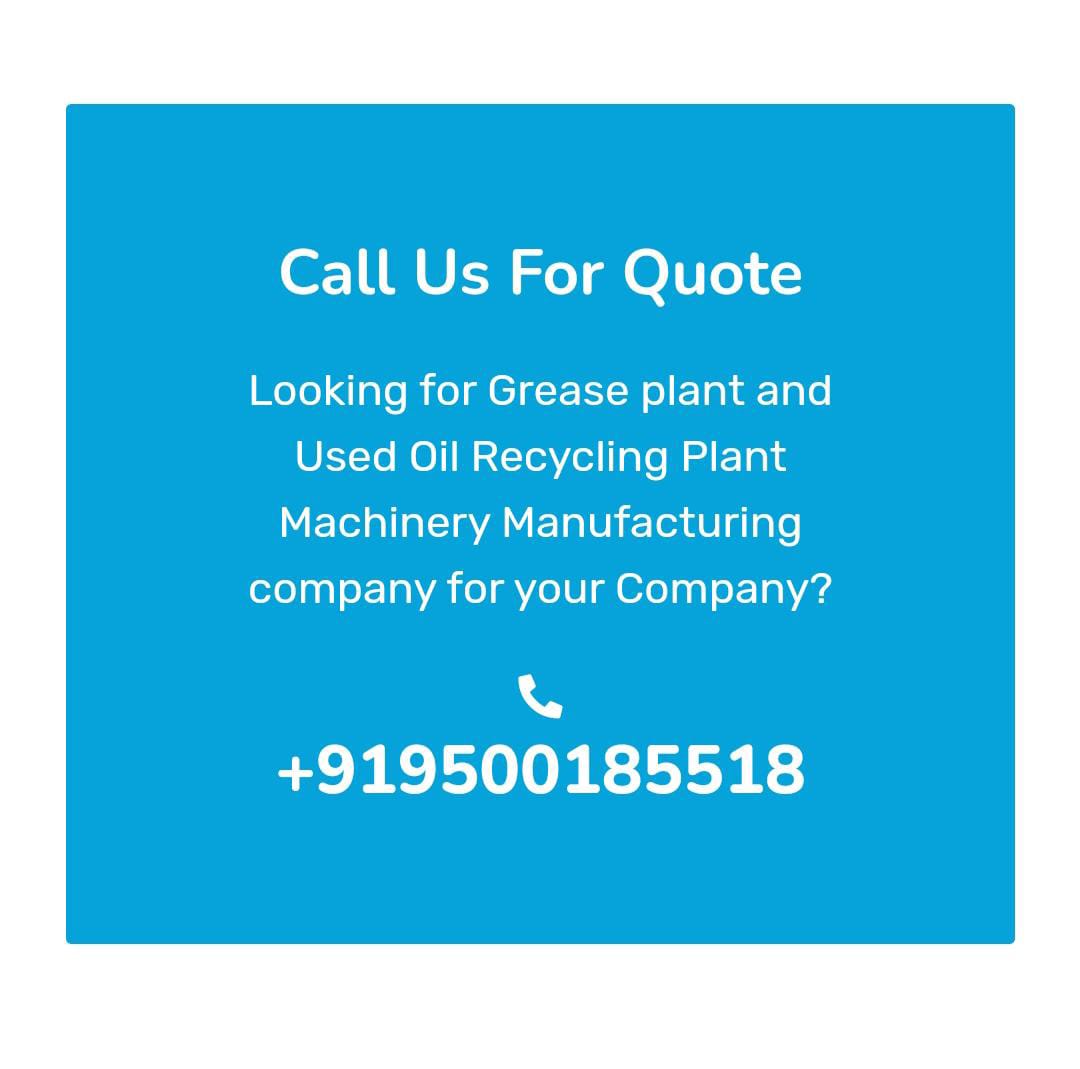 Call Us For Quote
Looking for Grease plant and
Used Oil Recycling Plant
Machinery Manufacturing
company for your Company?
+919500185518